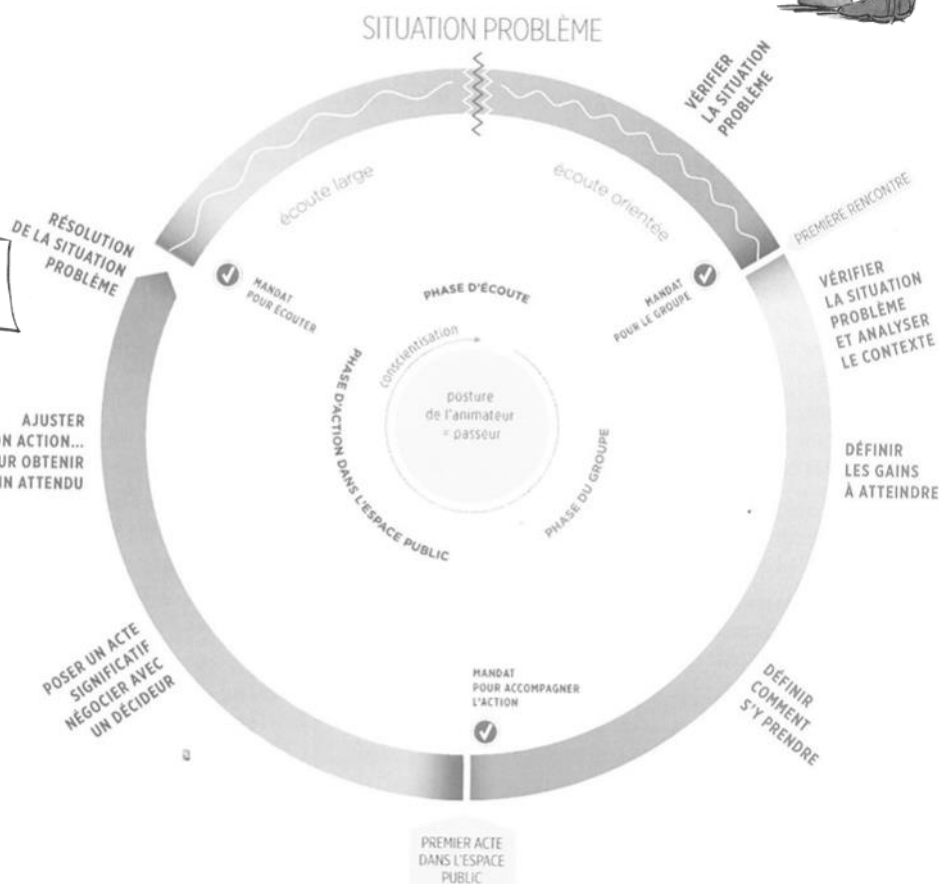 SITUATION PROBLÈME
VÉRIFIER
LA SITUATION
PROBLÈME
écoute large
écoute orientée
PREMIÈRE RENCONTRE
RÉSOLUTION
DE LA SITUATION
PROBLÈME
MANDAT
POUR ÉCOUTER
PHASE D'ÉCOUTE
MANDAT
POUR LE GROUPE
VÉRIFIER
LA SITUATION
PROBLÈME
ET ANALYSER
LE CONTEXTE
conscientisation
posture
de l'animateur
= passeur
PHASE D'ACTION DANS L'ESPACE PUBLIC
PHASE DU GROUPE
AJUSTER
ON ACTION...
UR OBTENIR
IN ATTENDU
DÉFINIR
LES GAINS
À ATTEINDRE
POSER UN ACTE
SIGNIFICATIF
NÉGOCIER AVEC
UN DÉCIDEUR
MANDAT
POUR ACCOMPAGNER
L'ACTION
DÉFINIR
COMMENT
S'Y PRENDRE
PREMIER ACTE
DANS L'ESPACE
PUBLIC